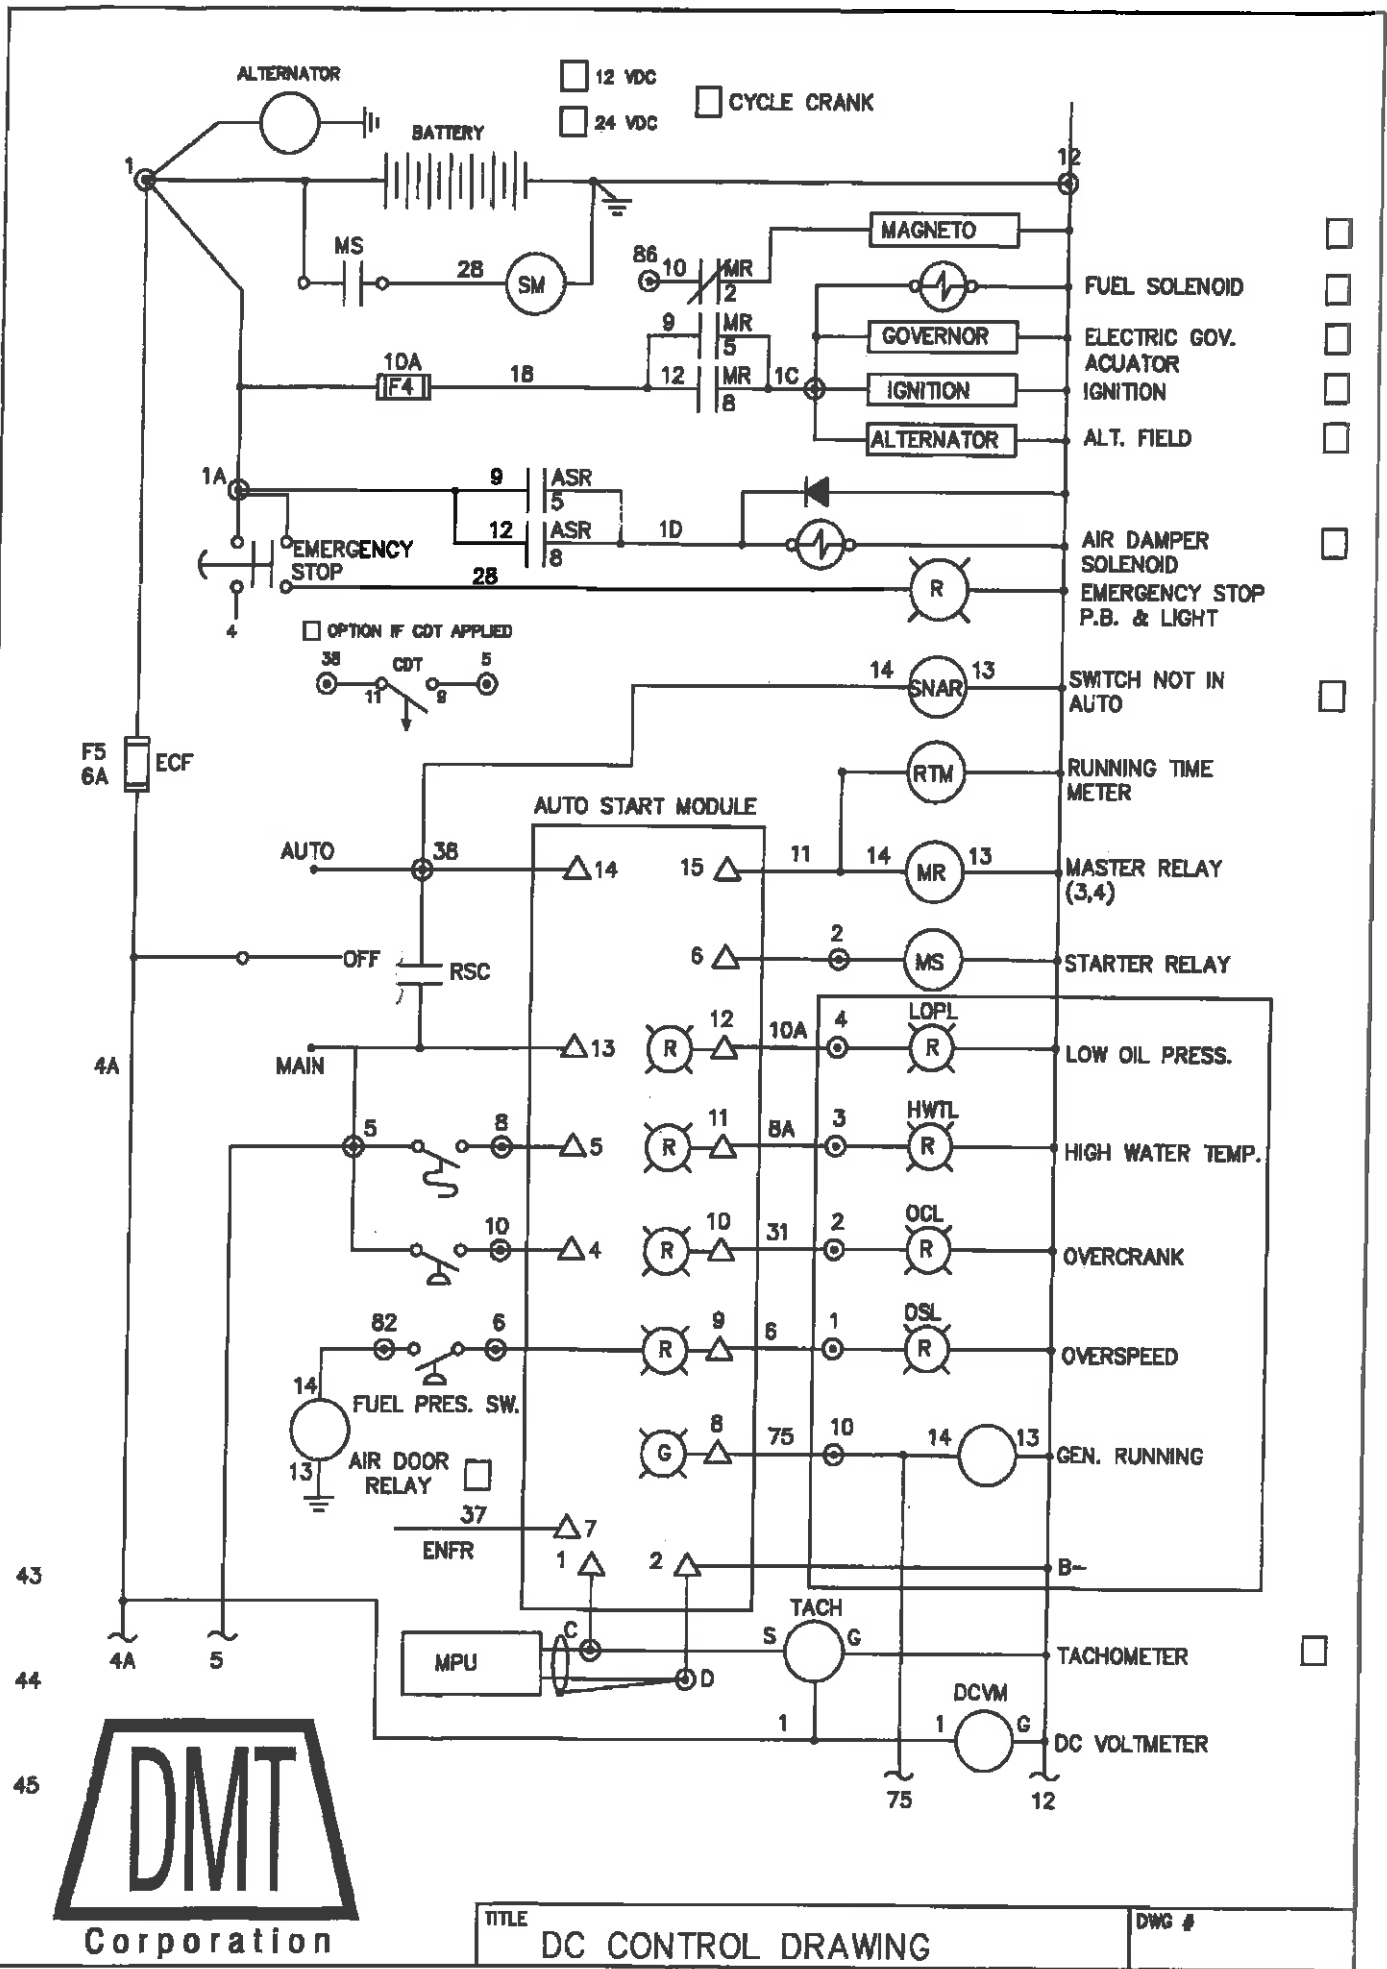 ALTERNATOR
12 VDC
24 VDC
CYCLE CRANK
BATTERY
1
12
MS
28
SM
86
10
MR
2
MAGNETO
FUEL SOLENOID
9
MR
5
GOVERNOR
ELECTRIC GOV.
ACUATOR
10A
F4
18
12
MR
8
1C
IGNITION
IGNITION
ALTERNATOR
ALT. FIELD
1A
9
ASR
5
12
ASR
8
1D
AIR DAMPER
SOLENOID
EMERGENCY
STOP
28
R
EMERGENCY STOP
P.B. & LIGHT
4
OPTION IF CDT APPLIED
38
CDT
5
11
9
14
SNAR
13
SWITCH NOT IN
AUTO
F5
6A
ECF
RTM
RUNNING TIME
METER
AUTO START MODULE
AUTO
38
14
15
11
14
MR
13
MASTER RELAY
(3,4)
OFF
RSC
6
2
MS
STARTER RELAY
4A
MAIN
13
R
12
10A
4
LOPL
R
LOW OIL PRESS.
5
8
5
R
11
8A
3
HWTL
R
HIGH WATER TEMP.
10
4
R
10
31
2
OCL
R
OVERCRANK
82
6
R
9
6
1
OSL
R
OVERSPEED
FUEL PRES. SW.
14
13
AIR DOOR
RELAY
G
8
75
10
14
13
GEN. RUNNING
37
ENFR
7
1
2
B-
43
4A
5
MPU
C
D
S
TACH
G
TACHOMETER
44
1
DCVM
1
G
DC VOLTMETER
45
75
12
DMT
Corporation
TITLE
DC CONTROL DRAWING
DWG #